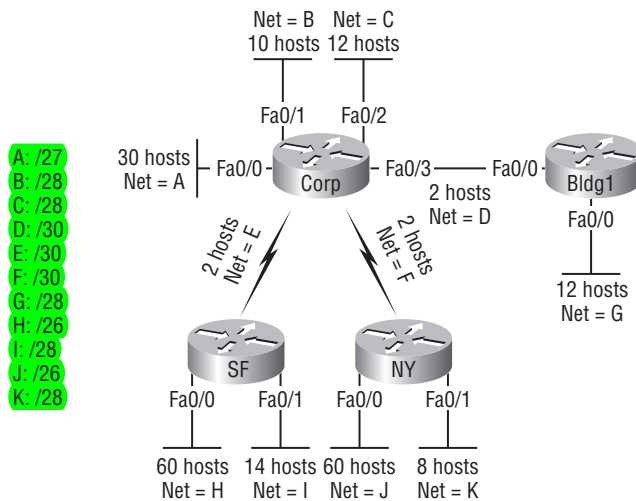 Net = B
10 hosts
Net = C
12 hosts
Fa0/1
Fa0/2
A: /27
B: /28
C: /28
D: /30
E: /30
F: /30
G: /28
H: /26
I: /28
J: /26
K: /28
30 hosts
Net = A
Fa0/0
Corp
Fa0/3
Fa0/0
Bldg1
2 hosts
Net = D
Fa0/0
2 hosts
Net = E
2 hosts
Net = F
12 hosts
Net = G
SF
NY
Fa0/0
Fa0/1
Fa0/0
Fa0/1
60 hosts
Net = H
14 hosts
Net = I
60 hosts
Net = J
8 hosts
Net = K